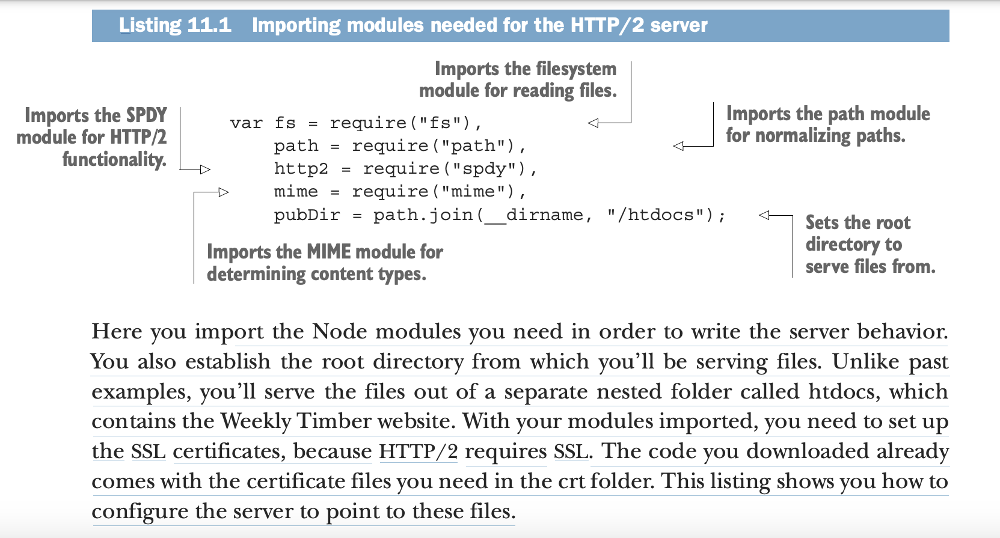 Listing 11.1 Importing modules needed for the HTTP/2 server
Imports the filesystem
module for reading files.
Imports the SPDY
module for HTTP/2
functionality.
Imports the path module
for normalizing paths.
var fs = require("fs"),
path = require("path"),
http2 = require("spdy"),
mime = require("mime"),
pubDir = path.join(__dirname, "/htdocs");
Imports the MIME module for
determining content types.
Sets the root
directory to
serve files from.
Here you import the Node modules you need in order to write the server behavior.
You also establish the root directory from which you’ll be serving files. Unlike past
examples, you’ll serve the files out of a separate nested folder called htdocs, which
contains the Weekly Timber website. With your modules imported, you need to set up
the SSL certificates, because HTTP/2 requires SSL. The code you downloaded already
comes with the certificate files you need in the crt folder. This listing shows you how to
configure the server to point to these files.